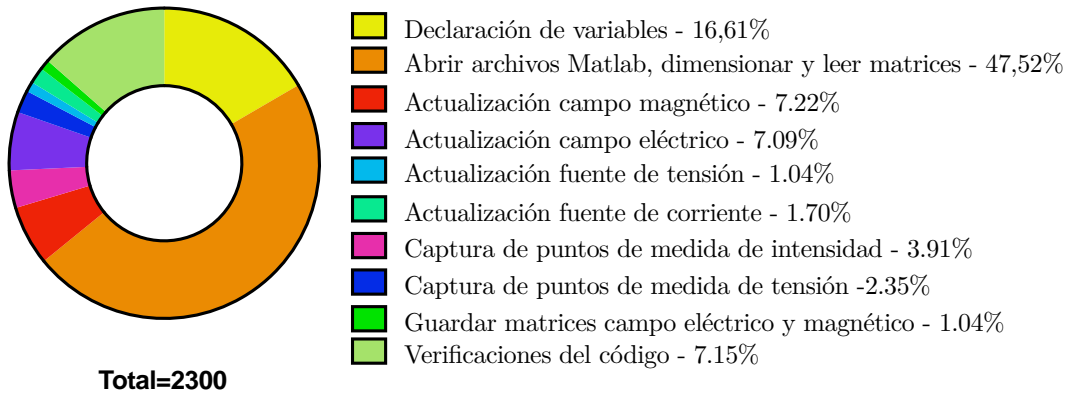 Declaración de variables - 16,61%
Abrir archivos Matlab, dimensionar y leer matrices - 47,52%
Actualización campo magnético - 7.22%
Actualización campo eléctrico - 7.09%
Actualización fuente de tensión - 1.04%
Actualización fuente de corriente - 1.70%
Captura de puntos de medida de intensidad - 3.91%
Captura de puntos de medida de tensión -2.35%
Guardar matrices campo eléctrico y magnético - 1.04%
Verificaciones del código - 7.15%
Total=2300